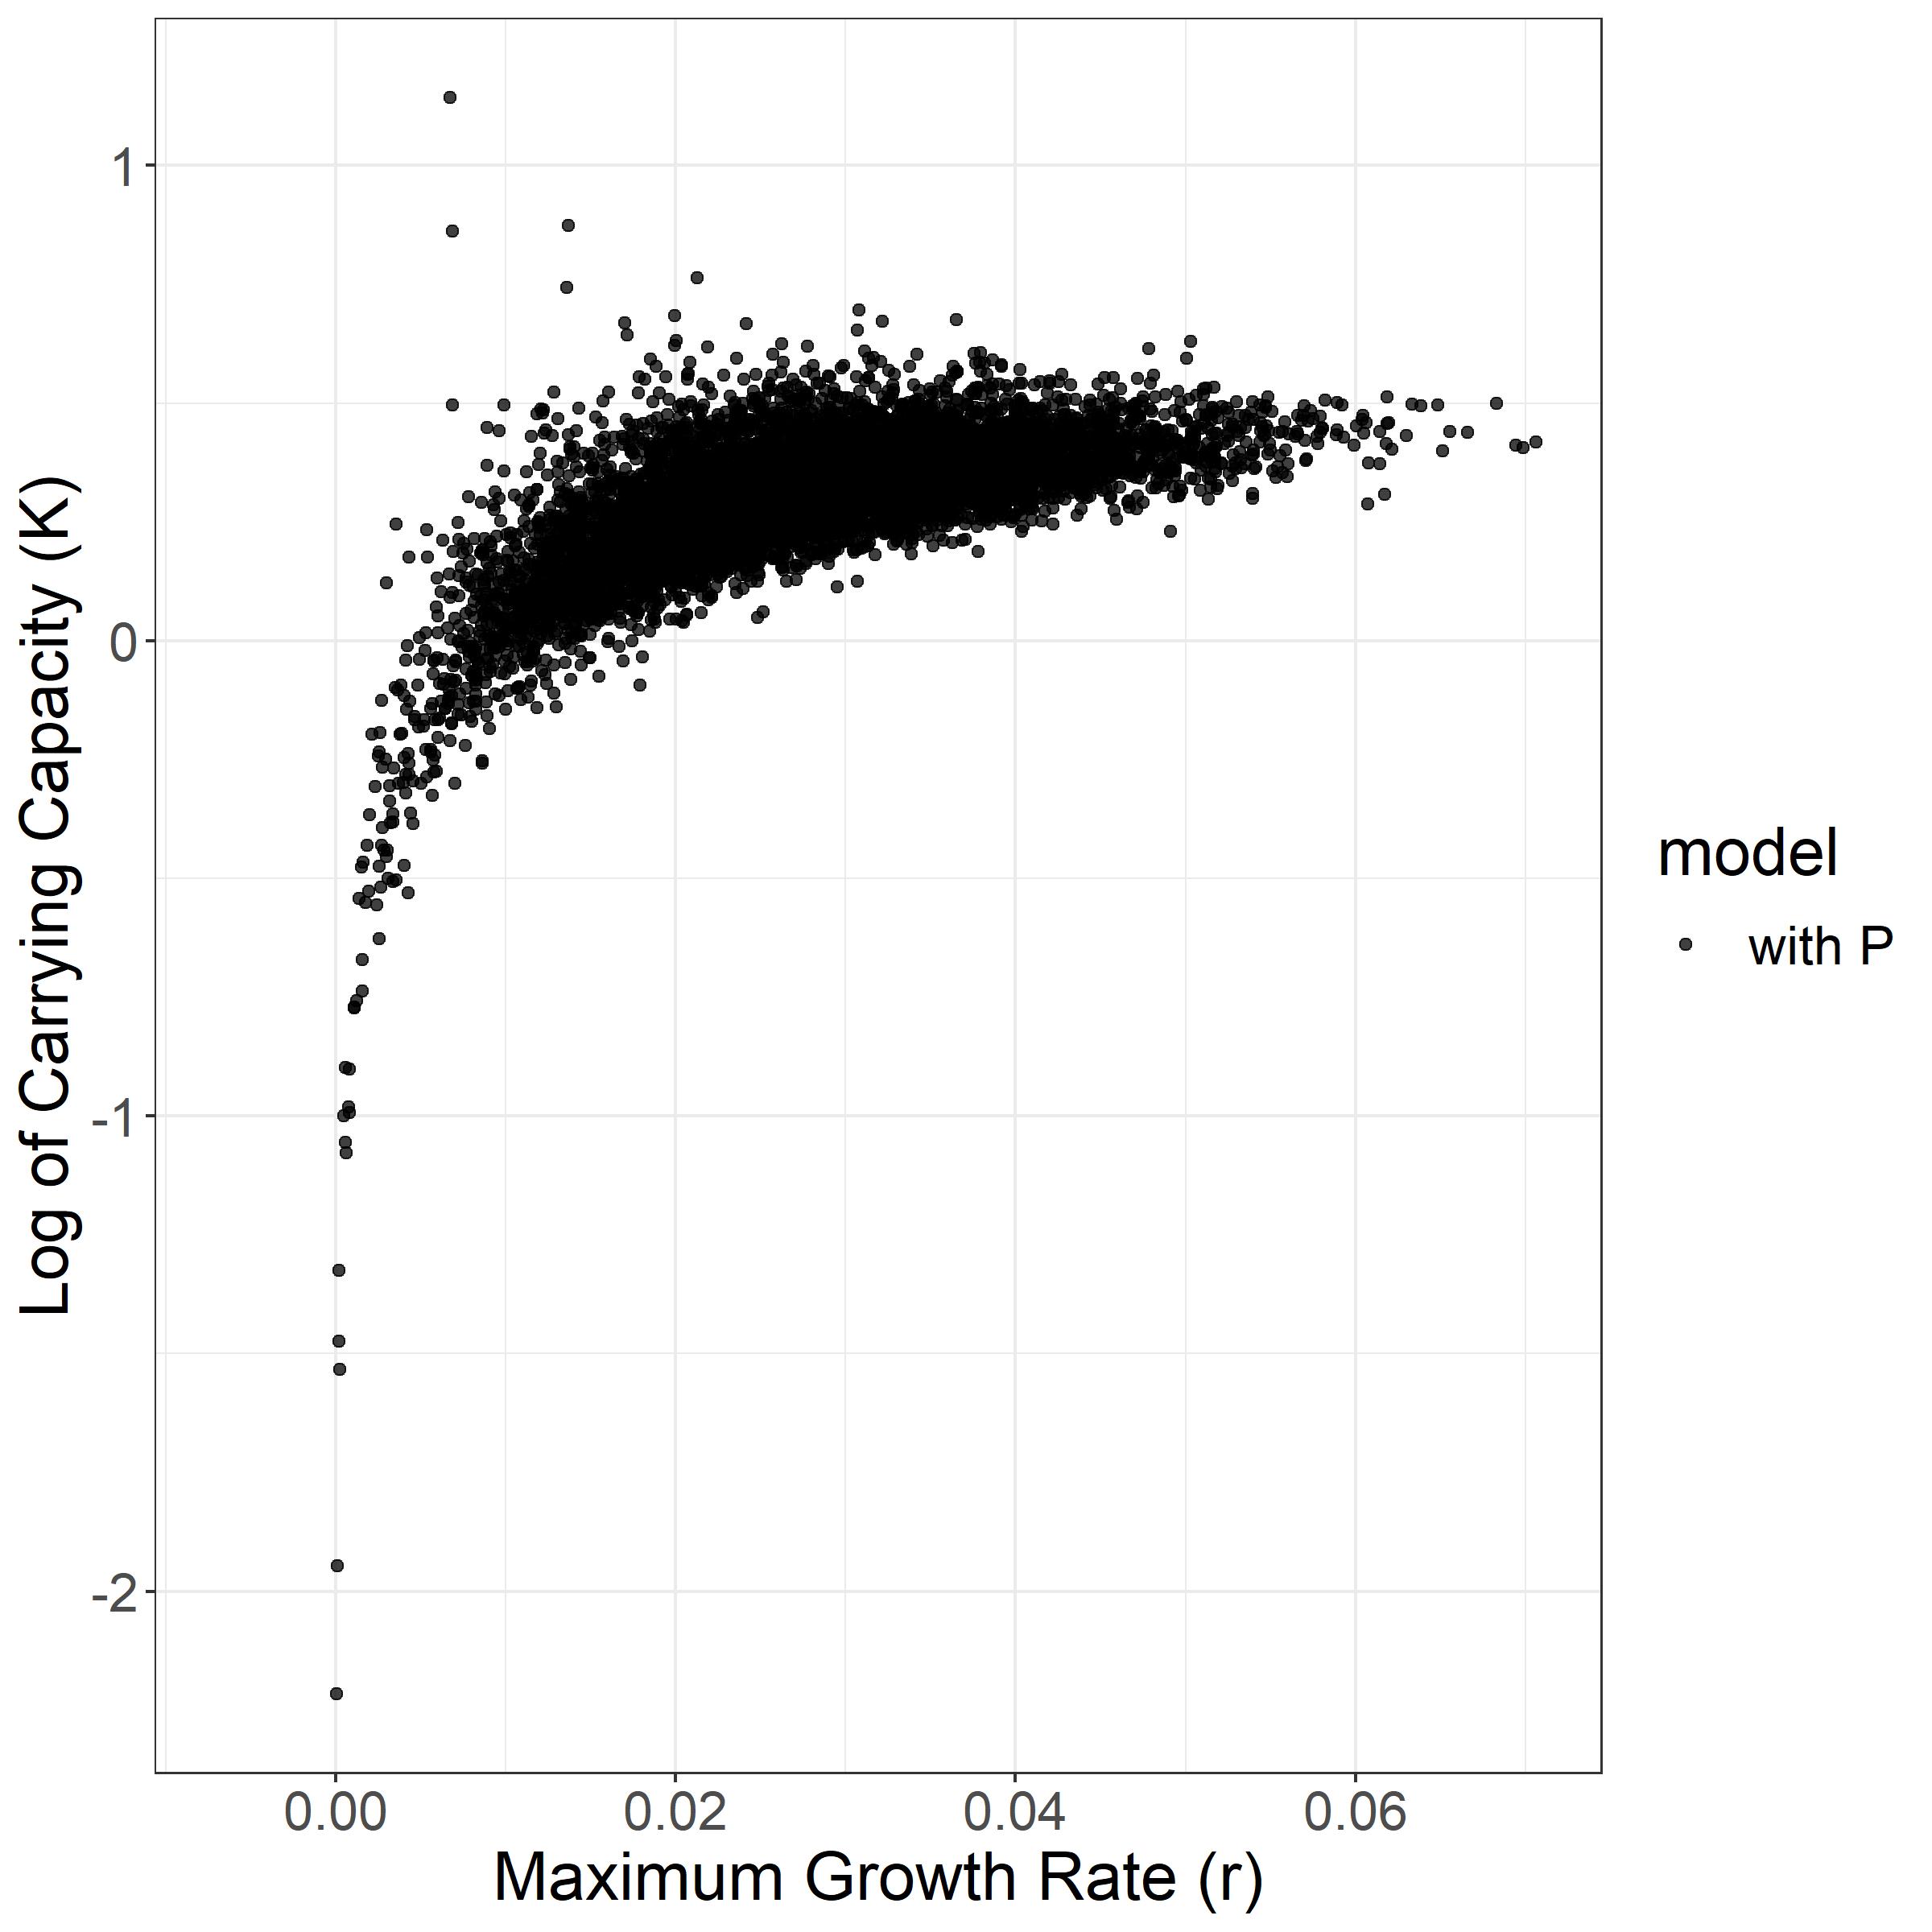 Log of Carrying Capacity (K)
1
0
-1
-2
0.00 0.02 0.04 0.06
Maximum Growth Rate (r)
model
with P